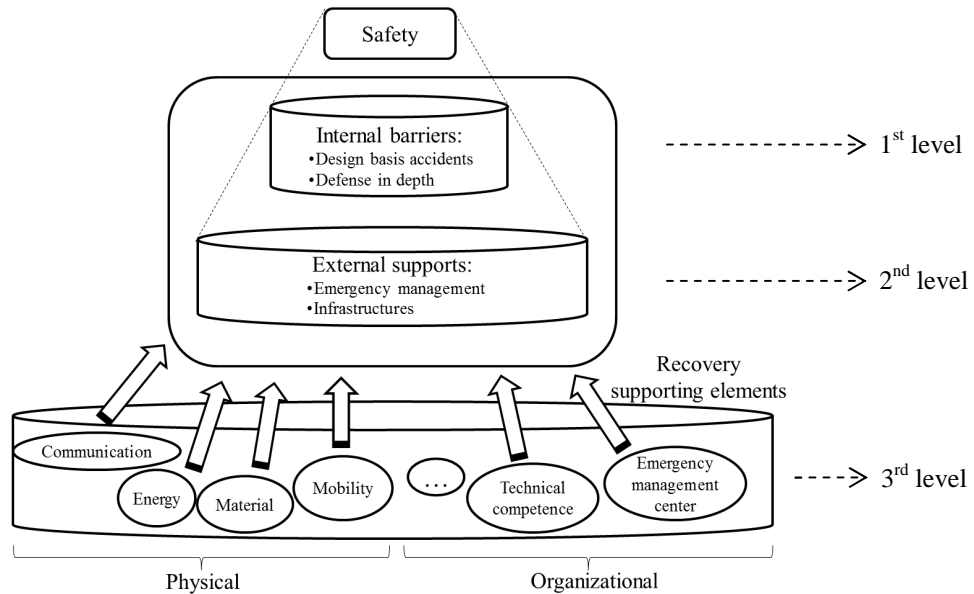 Safety
Internal barriers:
•Design basis accidents
•Defense in depth
1st level
External supports:
•Emergency management
•Infrastructures
2nd level
Recovery
supporting elements
Communication
Energy
Material
Mobility
...
Technical
competence
Emergency
management
center
3rd level
Physical
Organizational